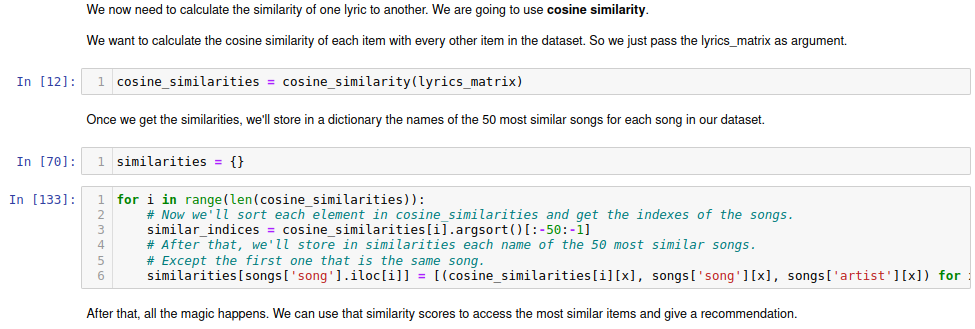 We now need to calculate the similarity of one lyric to another. We are going to use cosine similarity.
We want to calculate the cosine similarity of each item with every other item in the dataset. So we just pass the lyrics_matrix as argument.
In [12]: 1 cosine_similarities = cosine_similarity(lyrics_matrix)
Once we get the similarities, we'll store in a dictionary the names of the 50 most similar songs for each song in our dataset.
In [70]: 1 similarities = {}
In [133]: 1 for i in range(len(cosine_similarities)):
2 # Now we'll sort each element in cosine_similarities and get the indexes of the songs.
3 similar_indices = cosine_similarities[i].argsort()[:-50:-1]
4 # After that, we'll store in similarities each name of the 50 most similar songs.
5 # Except the first one that is the same song.
6 similarities[songs['song'].iloc[i]] = [(cosine_similarities[i][x], songs['song'][x], songs['artist'][x]) for
After that, all the magic happens. We can use that similarity scores to access the most similar items and give a recommendation.